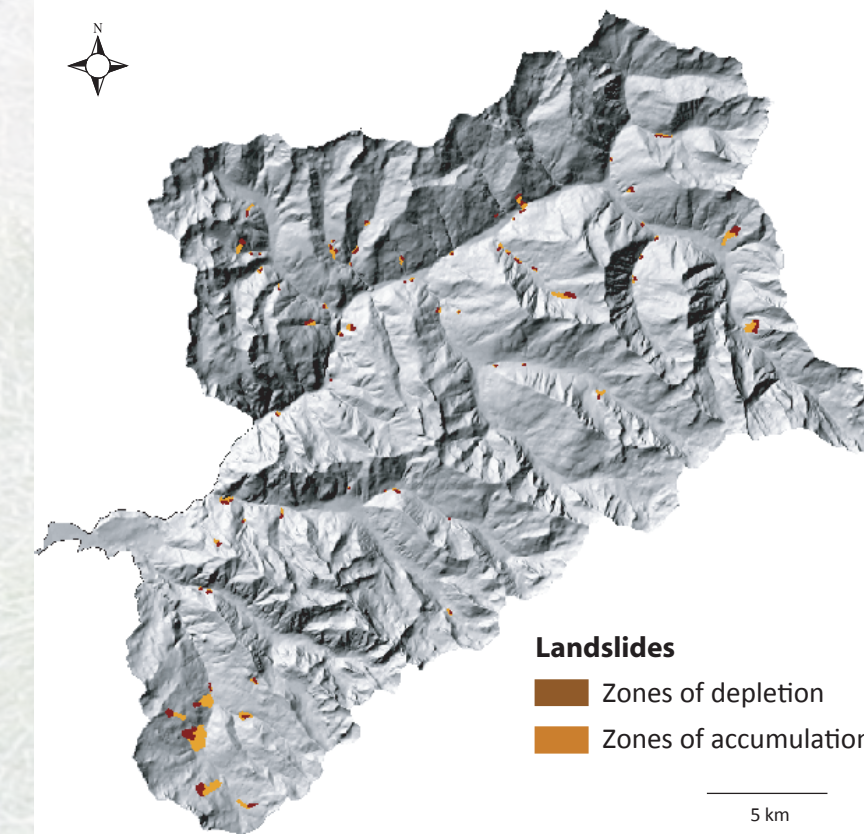 N
Landslides
Zones of depletion
Zones of accumulation
5 km